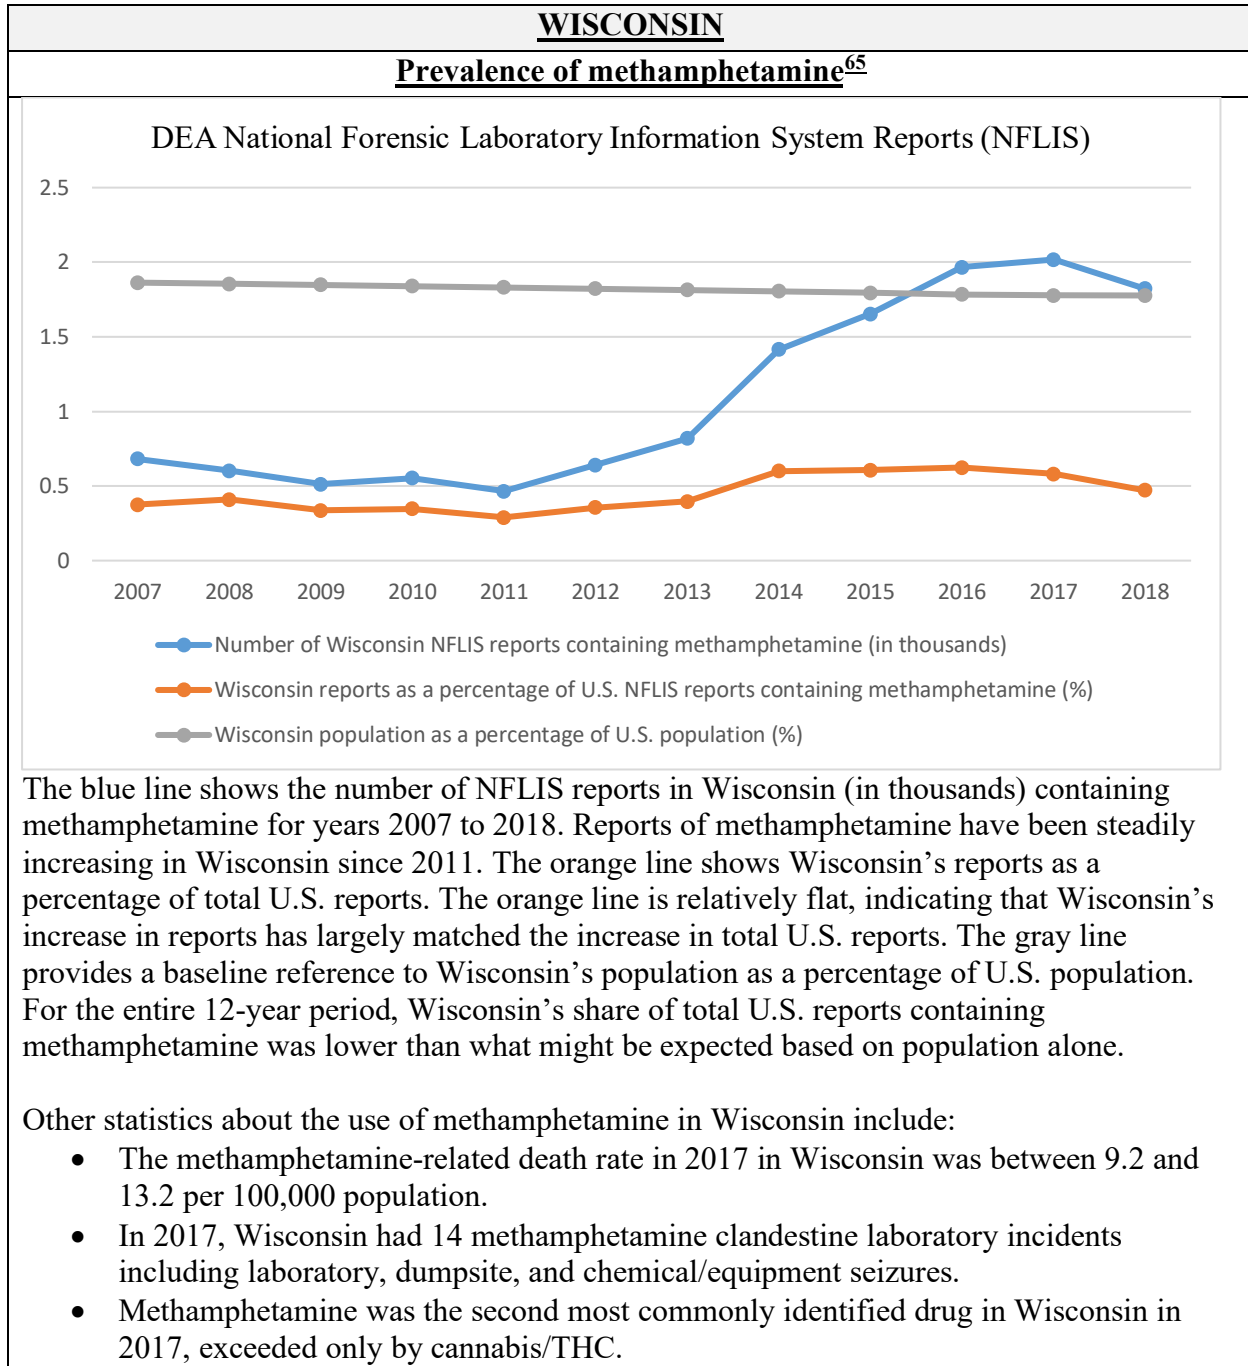 WISCONSIN
Prevalence of methamphetamine65
DEA National Forensic Laboratory Information System Reports (NFLIS)
2.5
2
1.5
1
0.5
0
2007 2008 2009 2010 2011 2012 2013 2014 2015 2016 2017 2018
Number of Wisconsin NFLIS reports containing methamphetamine (in thousands)
Wisconsin reports as a percentage of U.S. NFLIS reports containing methamphetamine (%)
Wisconsin population as a percentage of U.S. population (%)
The blue line shows the number of NFLIS reports in Wisconsin (in thousands) containing
methamphetamine for years 2007 to 2018. Reports of methamphetamine have been steadily
increasing in Wisconsin since 2011. The orange line shows Wisconsin’s reports as a
percentage of total U.S. reports. The orange line is relatively flat, indicating that Wisconsin’s
increase in reports has largely matched the increase in total U.S. reports. The gray line
provides a baseline reference to Wisconsin’s population as a percentage of U.S. population.
For the entire 12-year period, Wisconsin’s share of total U.S. reports containing
methamphetamine was lower than what might be expected based on population alone.
Other statistics about the use of methamphetamine in Wisconsin include:
• The methamphetamine-related death rate in 2017 in Wisconsin was between 9.2 and
13.2 per 100,000 population.
• In 2017, Wisconsin had 14 methamphetamine clandestine laboratory incidents
including laboratory, dumpsite, and chemical/equipment seizures.
• Methamphetamine was the second most commonly identified drug in Wisconsin in
2017, exceeded only by cannabis/THC.